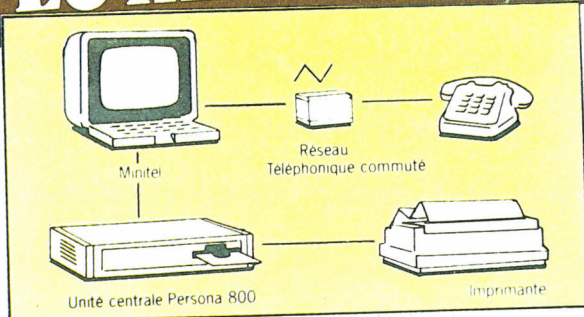 Minitel
Réseau
Téléphonique commuté
Unité centrale Persona 800
Imprimante